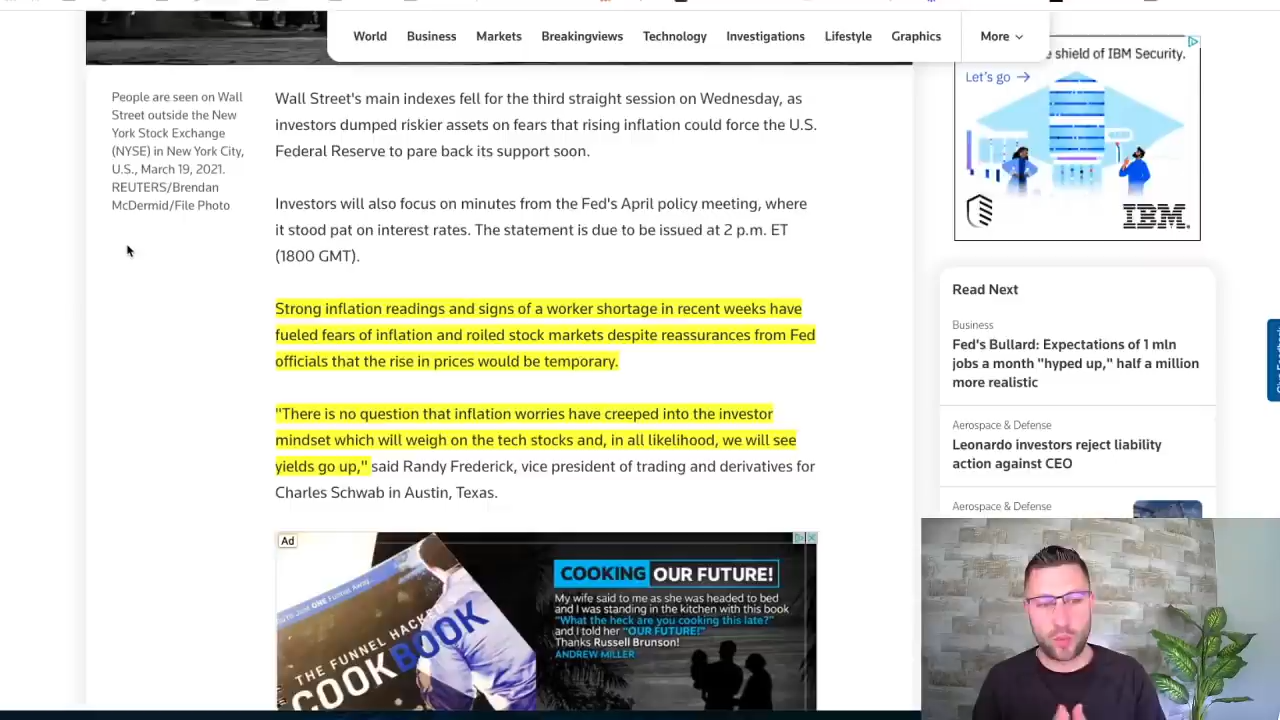 World Business Markets Breakingviews Technology Investigations Lifestyle Graphics More
People are seen on Wall
Street outside the New
York Stock Exchange
(NYSE) in New York City,
U.S., March 19, 2021.
REUTERS/Brendan
McDermid/File Photo
Wall Street's main indexes fell for the third straight session on Wednesday, as
investors dumped riskier assets on fears that rising inflation could force the U.S.
Federal Reserve to pare back its support soon.
Investors will also focus on minutes from the Fed's April policy meeting, where
it stood pat on interest rates. The statement is due to be issued at 2 p.m. ET
(1800 GMT).
Strong inflation readings and signs of a worker shortage in recent weeks have
fueled fears of inflation and roiled stock markets despite reassurances from Fed
officials that the rise in prices would be temporary.
"There is no question that inflation worries have creeped into the investor
mindset which will weigh on the tech stocks and, in all likelihood, we will see
yields go up," said Randy Frederick, vice president of trading and derivatives for
Charles Schwab in Austin, Texas.
Ad
THE FUNNEL HACKER
COOKBOOK
COOKING OUR FUTURE!
My wife said to me as she was headed to bed
and I was standing in the kitchen with this book
"What the heck are you cooking this late?"
and I told her "OUR FUTURE!"
Thanks Russell Brunson!
ANDREW MILLER
shield of IBM Security.
Let's go →
IBM
Read Next
Business
Fed's Bullard: Expectations of 1 mln
jobs a month "hyped up," half a million
more realistic
Aerospace & Defense
Leonardo investors reject liability
action against CEO
Aerospace & Defense